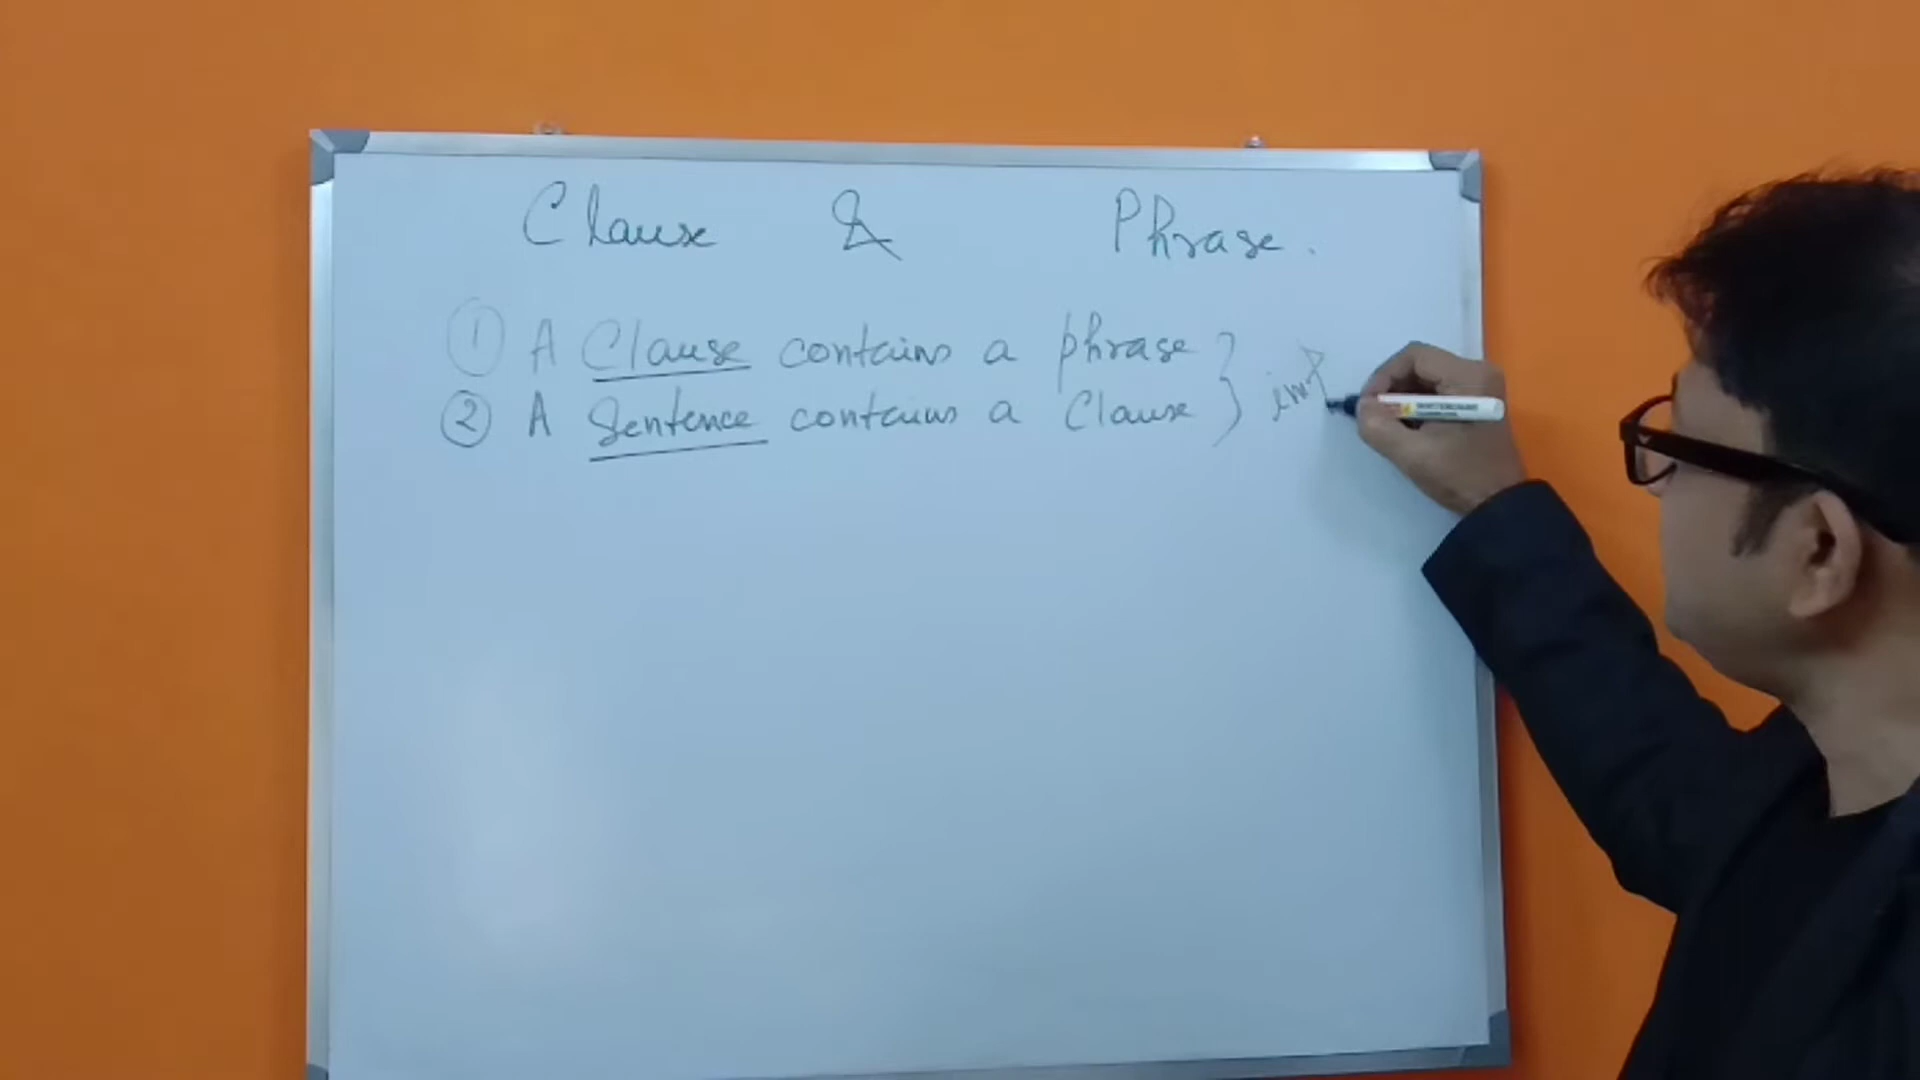 Clause & Phrase.
① A Clause contains a phrase
② A Sentence contains a Clause } imp